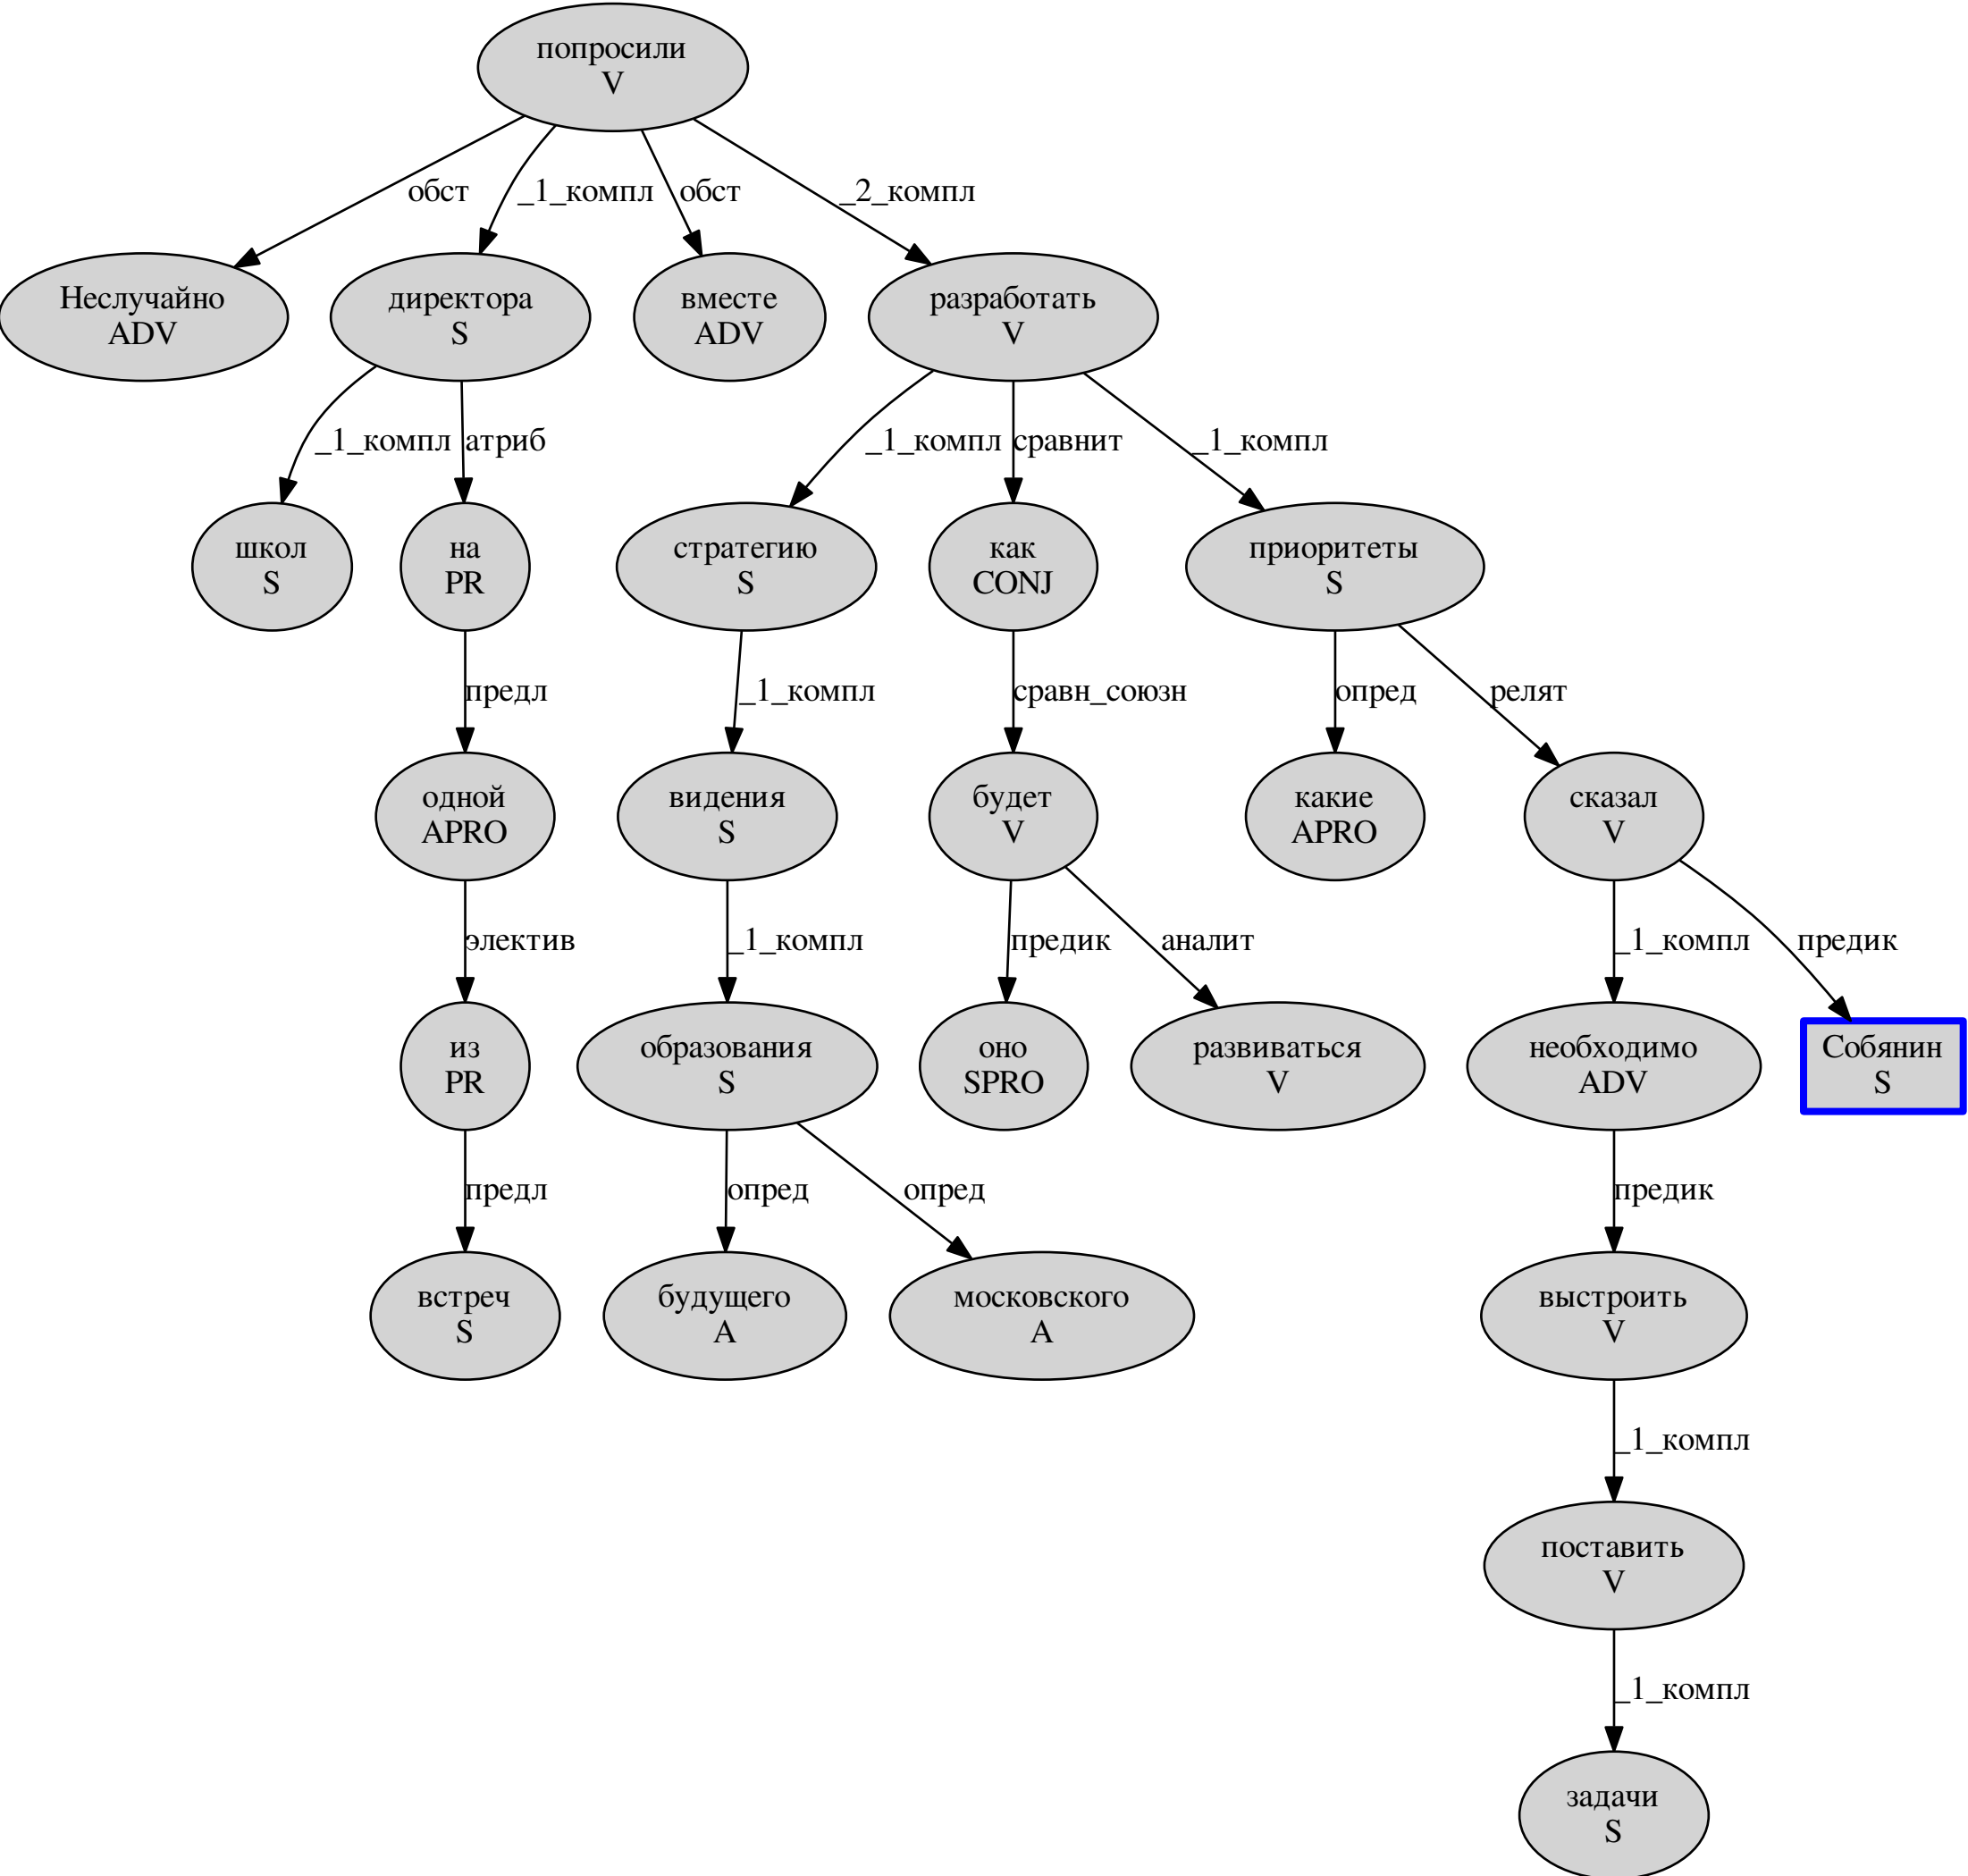 попросили
V
обст
_1_компл
обст
_2_компл
Неслучайно
ADV
директора
S
вместе
ADV
разработать
V
_1_компл
атриб
_1_компл
сравнит
_1_компл
школ
S
на
PR
стратегию
S
как
CONJ
приоритеты
S
предл
_1_компл
сравн_союзн
опред
релят
одной
APRO
видения
S
будет
V
какие
APRO
сказал
V
электив
_1_компл
предик
аналит
_1_компл
предик
из
PR
образования
S
оно
SPRO
развиваться
V
необходимо
ADV
Собянин
S
предл
опред
опред
предик
встреч
S
будущего
A
московского
A
выстроить
V
_1_компл
поставить
V
_1_компл
задачи
S